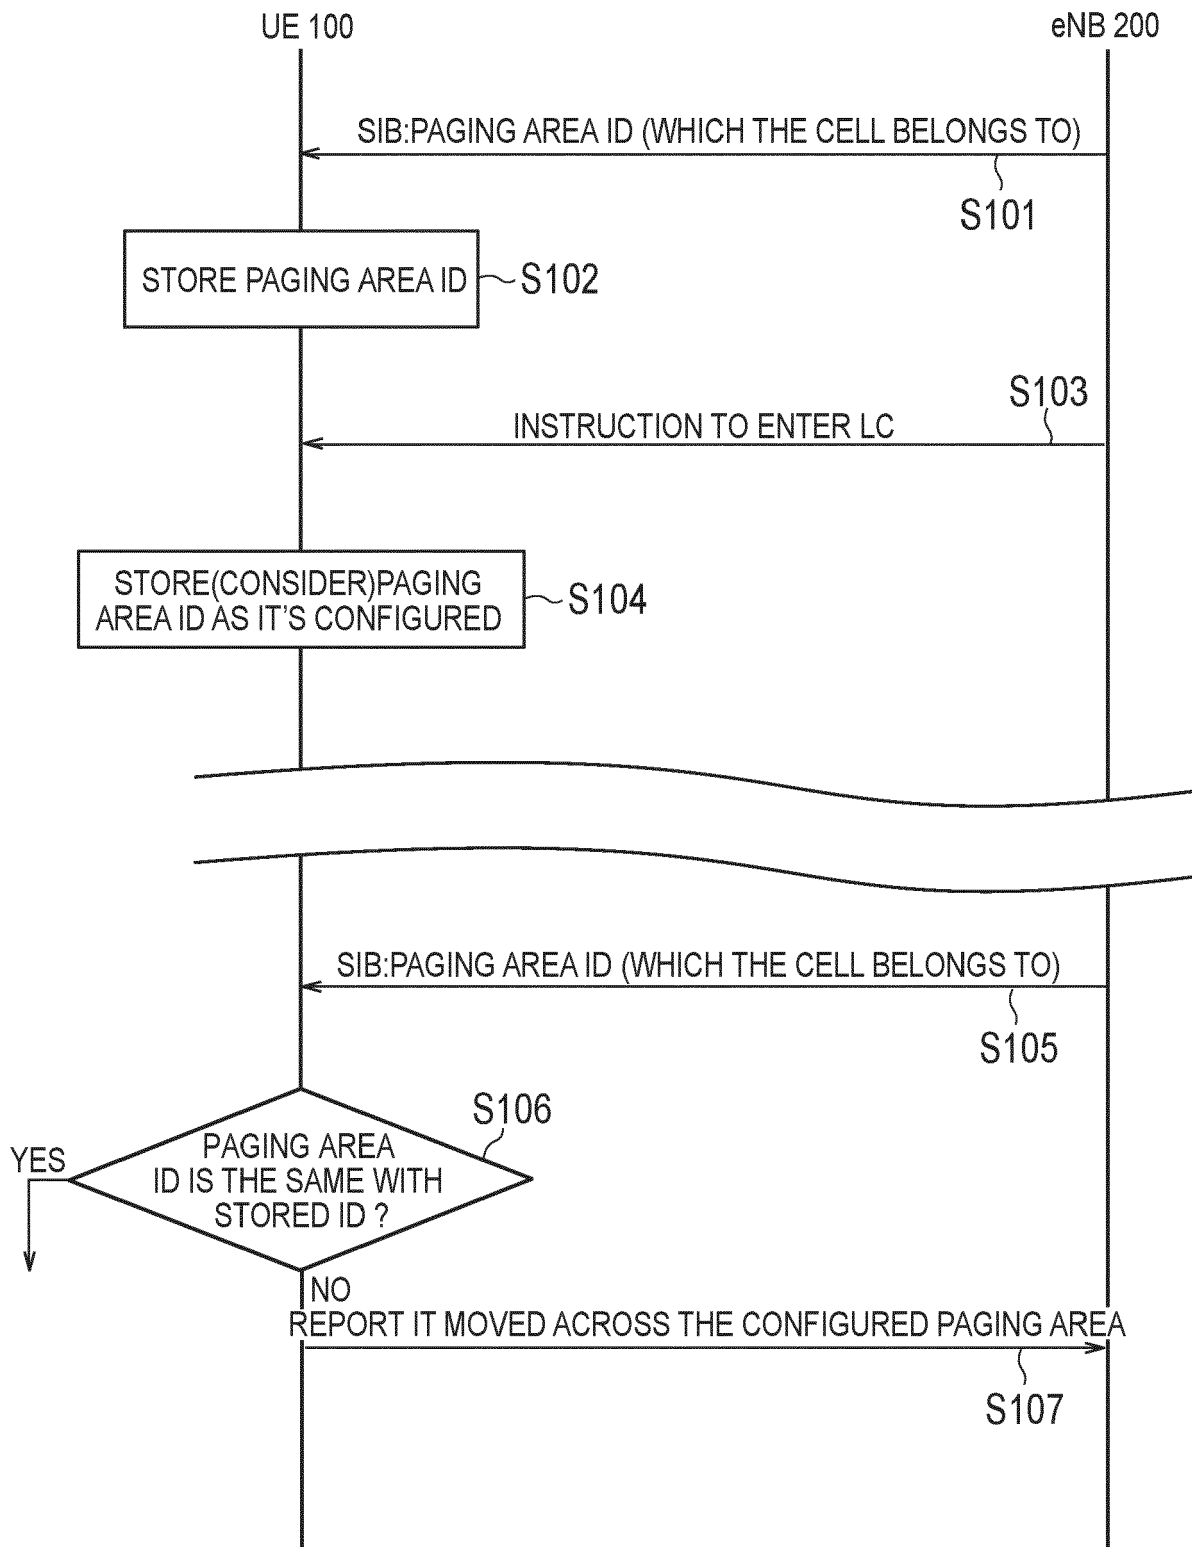 UE 100
eNB 200
SIB:PAGING AREA ID (WHICH THE CELL BELONGS TO)
S101
STORE PAGING AREA ID
S102
S103
INSTRUCTION TO ENTER LC
STORE(CONSIDER)PAGING
AREA ID AS IT'S CONFIGURED
S104
SIB:PAGING AREA ID (WHICH THE CELL BELONGS TO)
S105
S106
PAGING AREA
ID IS THE SAME WITH
STORED ID ?
YES
NO
REPORT IT MOVED ACROSS THE CONFIGURED PAGING AREA
S107